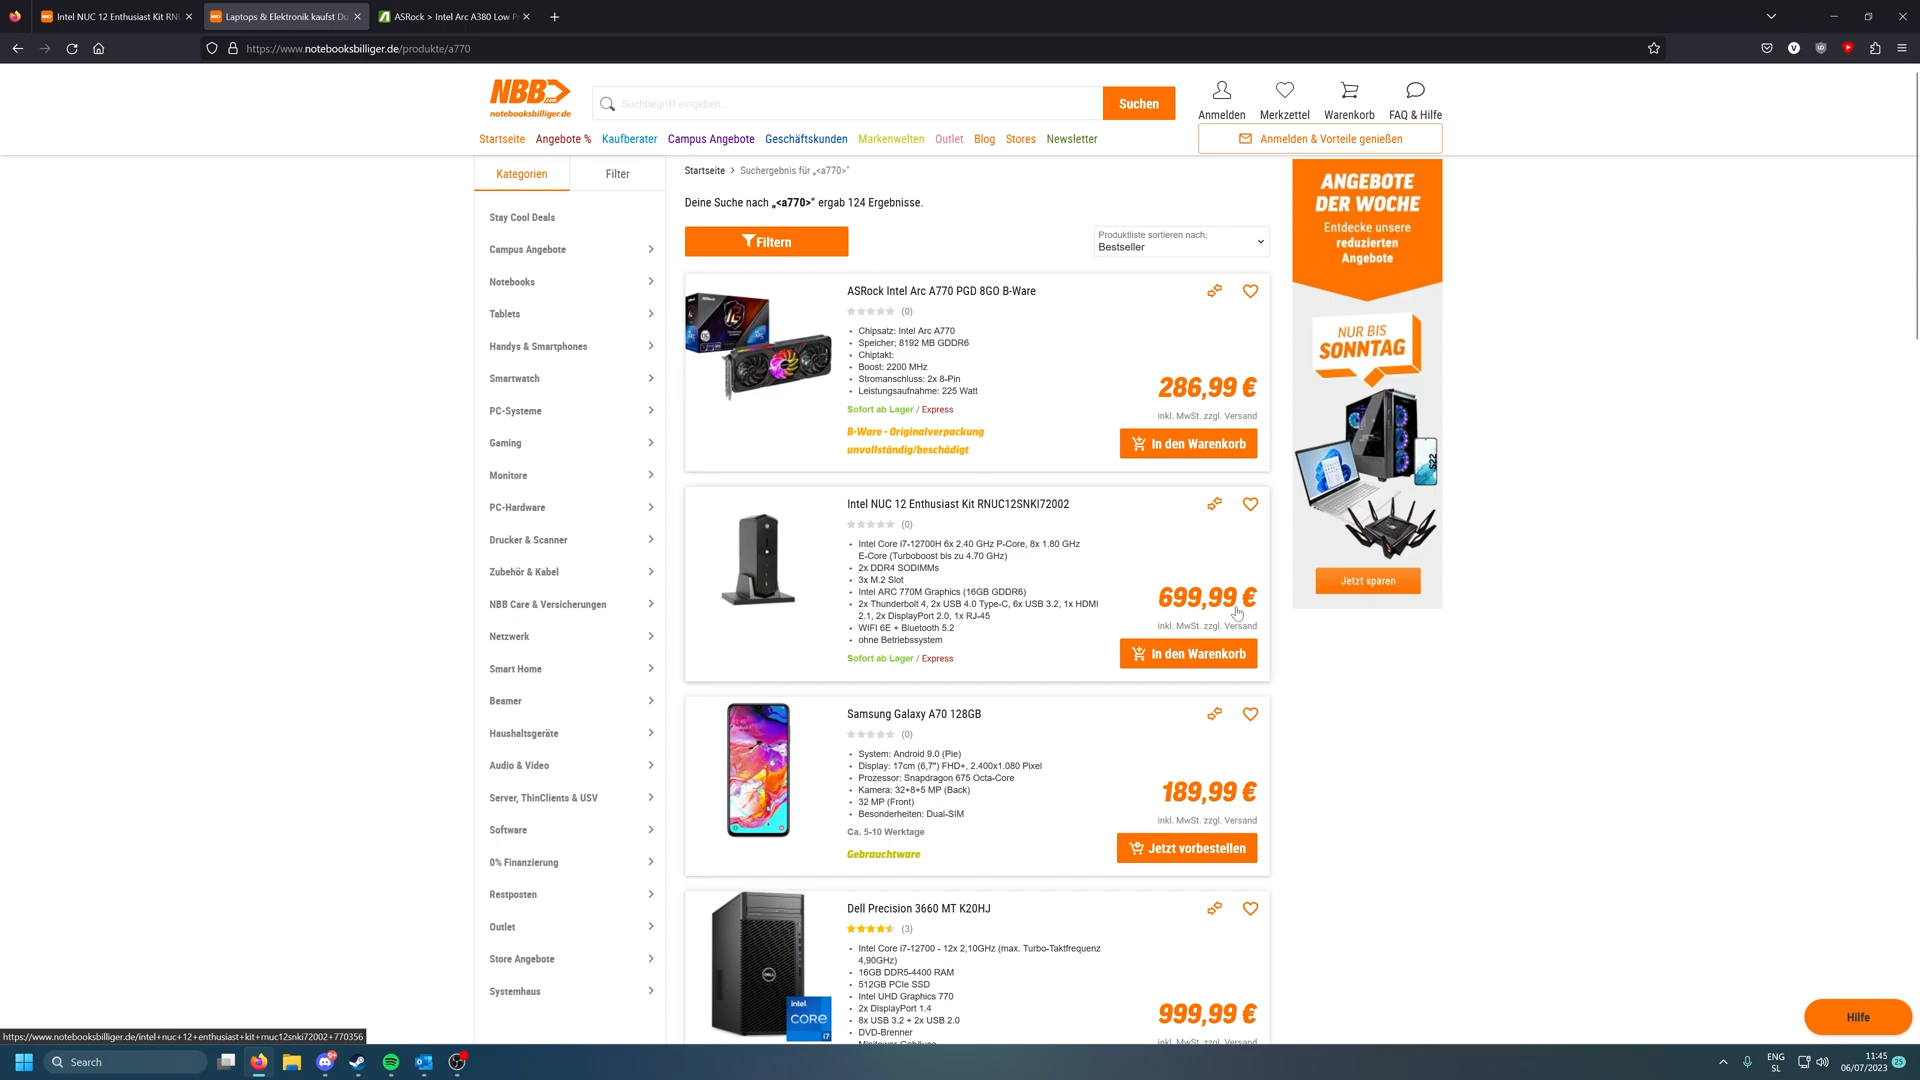 Intel NUC 12 Enthusiast Kit RNU
Laptops & Elektronik kaufst Du
ASRock > Intel Arc A380 Low P
https://www.notebooksbilliger.de/produkte/a770
NBB.com
notebooksbilliger.de
Suchbegriff eingeben...
Suchen
Anmelden
Merkzettel
Warenkorb
FAQ & Hilfe
Startseite
Angebote %
Kaufberater
Campus Angebote
Geschäftskunden
Markenwelten
Outlet
Blog
Stores
Newsletter
Anmelden & Vorteile genießen
Kategorien
Filter
Stay Cool Deals
Campus Angebote
Notebooks
Tablets
Handys & Smartphones
Smartwatch
PC-Systeme
Gaming
Monitore
PC-Hardware
Drucker & Scanner
Zubehör & Kabel
NBB Care & Versicherungen
Netzwerk
Smart Home
Beamer
Haushaltsgeräte
Audio & Video
Server, ThinClients & USV
Software
0% Finanzierung
Restposten
Outlet
Store Angebote
Systemhaus
Startseite > Suchergebnis für „<a770>"
Deine Suche nach „<a770>" ergab 124 Ergebnisse.
Filtern
Produktliste sortieren nach:
Bestseller
ASRock Intel Arc A770 PGD 8GO B-Ware
(0)
• Chipsatz: Intel Arc A770
• Speicher; 8192 MB GDDR6
• Chiptakt:
• Boost: 2200 MHz
• Stromanschluss: 2x 8-Pin
• Leistungsaufnahme: 225 Watt
Sofort ab Lager / Express
B-Ware - Originalverpackung
unvollständig/beschädigt
286,99 €
inkl. MwSt. zzgl. Versand
In den Warenkorb
Intel NUC 12 Enthusiast Kit RNUC12SNKI72002
(0)
• Intel Core i7-12700H 6x 2.40 GHz P-Core, 8x 1.80 GHz
E-Core (Turboboost bis zu 4.70 GHz)
• 2x DDR4 SODIMMs
• 3x M.2 Slot
• Intel ARC 770M Graphics (16GB GDDR6)
• 2x Thunderbolt 4, 2x USB 4.0 Type-C, 6x USB 3.2, 1x HDMI
2.1, 2x DisplayPort 2.0, 1x RJ-45
• WIFI 6E + Bluetooth 5.2
• ohne Betriebssystem
Sofort ab Lager / Express
699,99 €
inkl. MwSt. zzgl. Versand
In den Warenkorb
Samsung Galaxy A70 128GB
(0)
• System: Android 9.0 (Pie)
• Display: 17cm (6,7") FHD+, 2.400x1.080 Pixel
• Prozessor: Snapdragon 675 Octa-Core
• Kamera: 32+8+5 MP (Back)
• 32 MP (Front)
• Besonderheiten: Dual-SIM
Ca. 5-10 Werktage
Gebrauchtware
189,99 €
inkl. MwSt. zzgl. Versand
Jetzt vorbestellen
Dell Precision 3660 MT K20HJ
(3)
• Intel Core i7-12700 - 12x 2,10GHz (max. Turbo-Taktfrequenz
4,90GHz)
• 16GB DDR5-4400 RAM
• 512GB PCIe SSD
• Intel UHD Graphics 770
• 2x DisplayPort 1.4
• 8x USB 3.2 + 2x USB 2.0
• DVD-Brenner
• Minitower Gehäuse
999,99 €
inkl. MwSt. zzgl. Versand
intel
CORE
i7
ANGEBOTE
DER WOCHE
Entdecke unsere
reduzierten
Angebote
NUR BIS
SONNTAG
S22
Jetzt sparen
Hilfe
https://www.notebooksbilliger.de/intel+nuc+12+enthusiast+kit+rnuc12snki72002+770356
Search
ENG
SL
11:45
06/07/2023
25